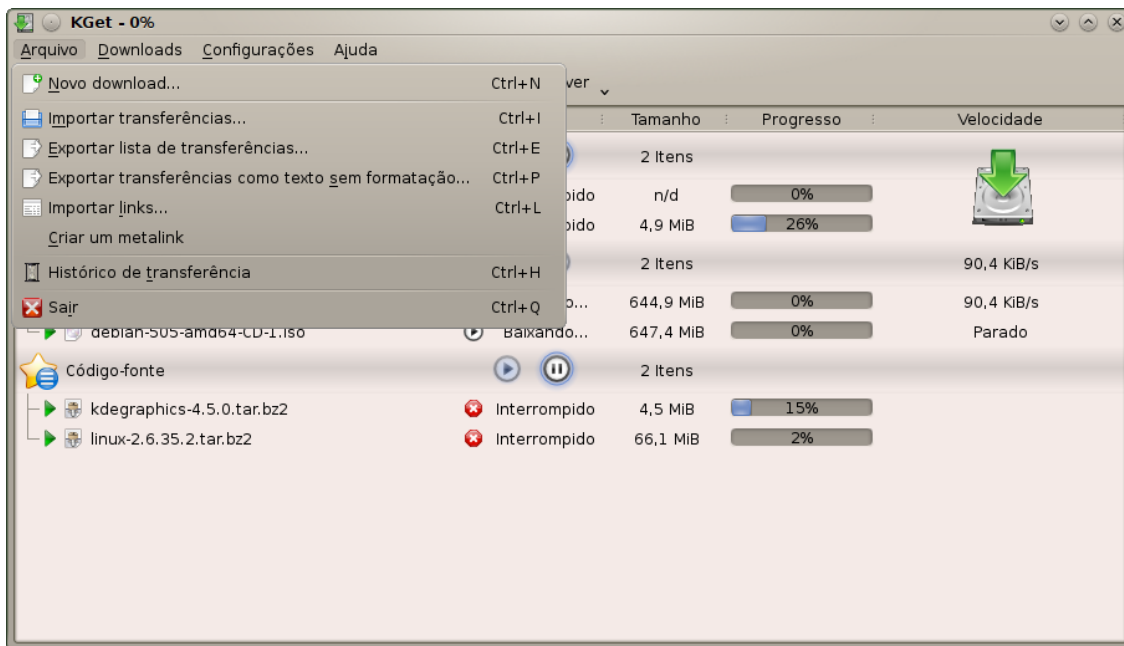 KGet - 0%
Arquivo Downloads Configurações Ajuda
Novo download... Ctrl+N
Importar transferências... Ctrl+I
Exportar lista de transferências... Ctrl+E
Exportar transferências como texto sem formatação... Ctrl+P
Importar links... Ctrl+L
Criar um metalink
Histórico de transferência Ctrl+H
Sair Ctrl+Q
Tamanho Progresso Velocidade
2 Itens
n/d 0%
4,9 MiB 26%
2 Itens 90,4 KiB/s
644,9 MiB 0% 90,4 KiB/s
debian-505-amd64-CD-1.iso Baixando... 647,4 MiB 0% Parado
Código-fonte 2 Itens
kdegraphics-4.5.0.tar.bz2 Interrompido 4,5 MiB 15%
linux-2.6.35.2.tar.bz2 Interrompido 66,1 MiB 2%